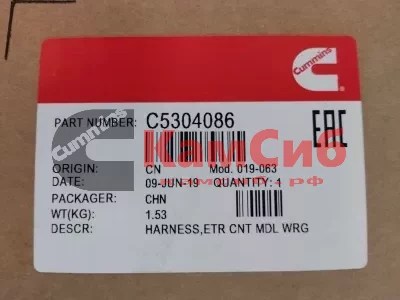 Cummins
PART NUMBER: C5304086
EAC
Cummins
КамСиб
ORIGIN: CN Mod. 019-063
DATE: 09-JUN-19 QUANTITY: 1
PACKAGER: CHN
WT(KG) : 1.53
DESCR: HARNESS,ETR CNT MDL WRG